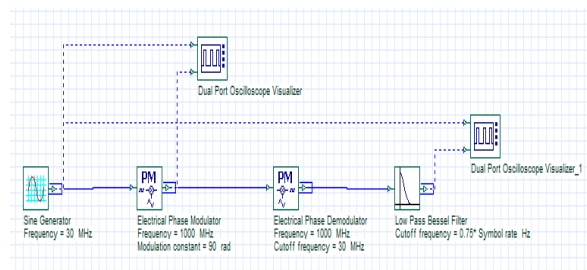 Dual Port Oscilloscope Visualizer
Dual Port Oscilloscope Visualizer_1
PM
PM
Sine Generator
Frequency = 30 MHz
Electrical Phase Modulator
Frequency = 1000 MHz
Modulation constant = 90 rad
Electrical Phase Demodulator
Frequency = 1000 MHz
Cutoff frequency = 30 MHz
Low Pass Bessel Filter
Cutoff frequency = 0.75* Symbol rate Hz